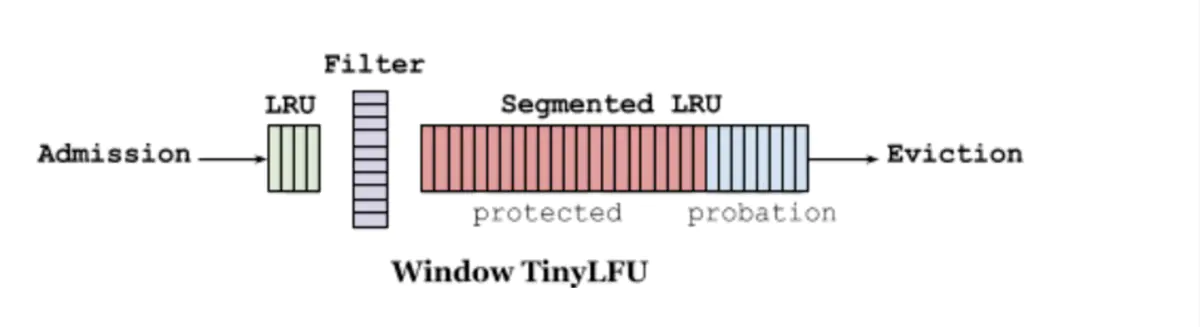 Filter
LRU
Segmented LRU
Admission
Eviction
protected
probation
Window TinyLFU